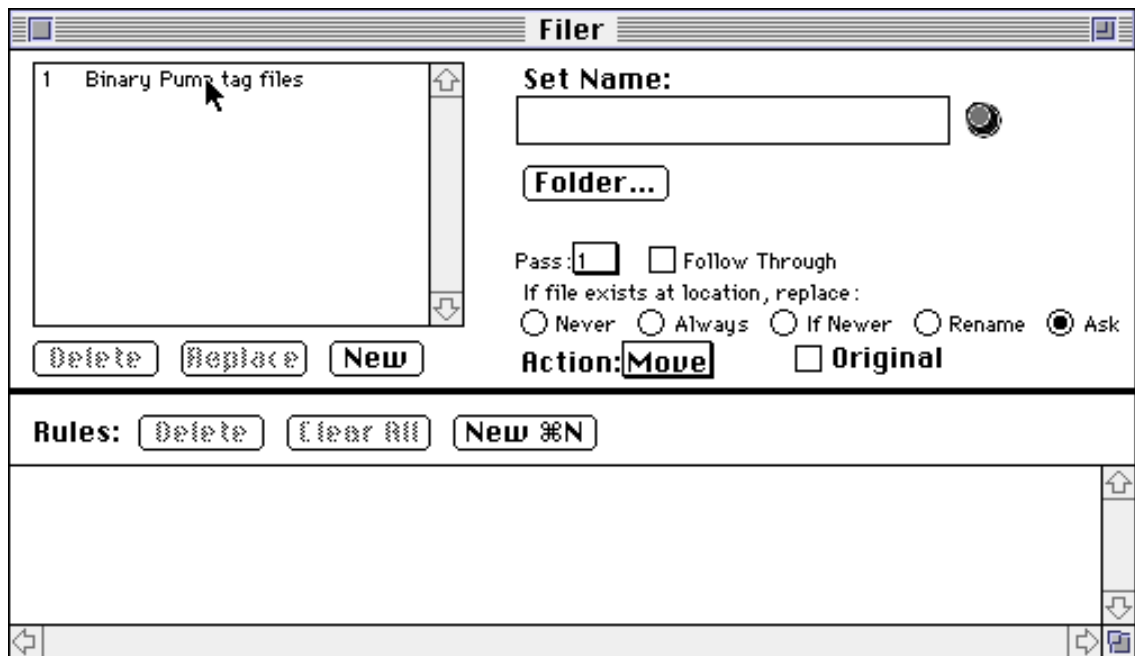 Filer
1 Binary Pump tag files
Set Name:
Folder...
Pass: 1 Follow Through
If file exists at location, replace:
Never Always If Newer Rename Ask
Delete Replace New
Action: Move Original
Rules: Delete Clear All New ⌘N